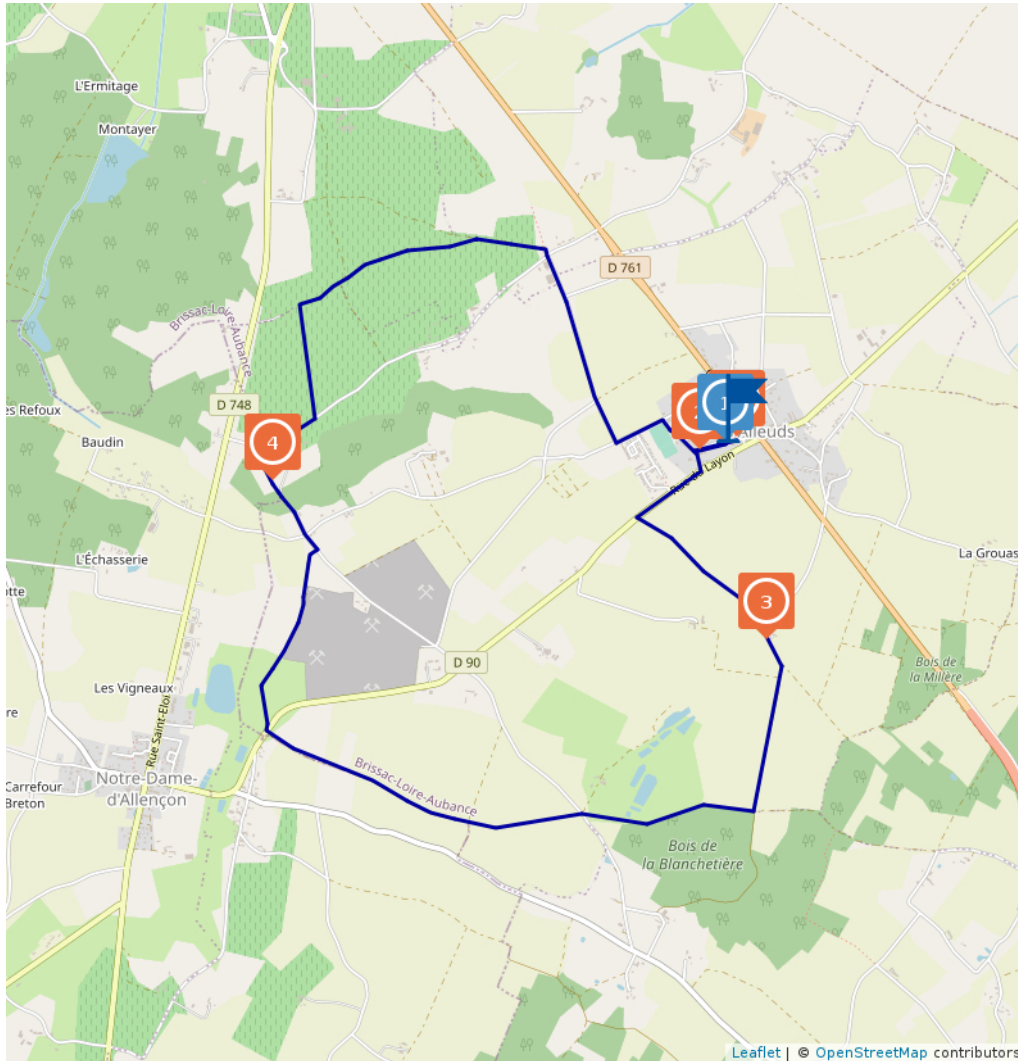 L'Ermitage
Montayer
D 761
Brissac-Loire-Aubance
D 748
es Refoux
Baudin
2
1
Alleuds
Rue du Layon
4
L'Échasserie
La Grouas
otte
3
D 90
Bois de
la Millère
Les Vigneaux
re
Rue Saint-Eloi
Notre-Dame-
d'Allençon
Carrefour
Breton
Brissac-Loire-Aubance
Bois de
la Blanchetière
Leaflet | © OpenStreetMap contributors